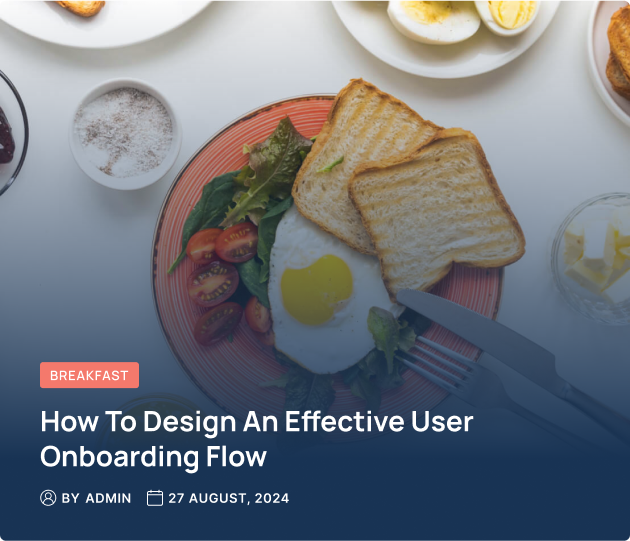 BREAKFAST
How To Design An Effective User
Onboarding Flow
BY ADMIN 27 AUGUST, 2024